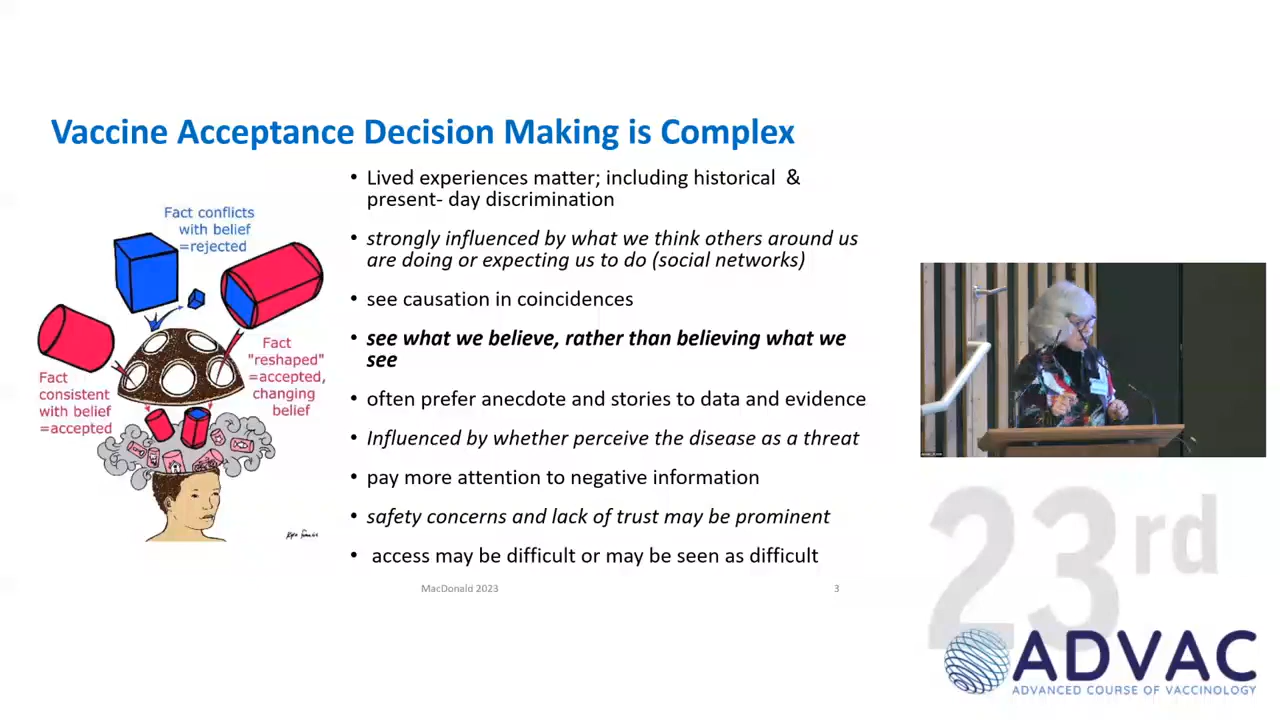 Vaccine Acceptance Decision Making is Complex
Fact conflicts
with belief
=rejected
Fact
consistent
with belief
=accepted
Fact
"reshaped"
=accepted,
changing
belief
• Lived experiences matter; including historical &
present- day discrimination
• strongly influenced by what we think others around us
are doing or expecting us to do (social networks)
• see causation in coincidences
• see what we believe, rather than believing what we
see
• often prefer anecdote and stories to data and evidence
• Influenced by whether perceive the disease as a threat
• pay more attention to negative information
• safety concerns and lack of trust may be prominent
• access may be difficult or may be seen as difficult
MacDonald 2023
3
23rd
ADVAC
ADVANCED COURSE OF VACCINOLOGY